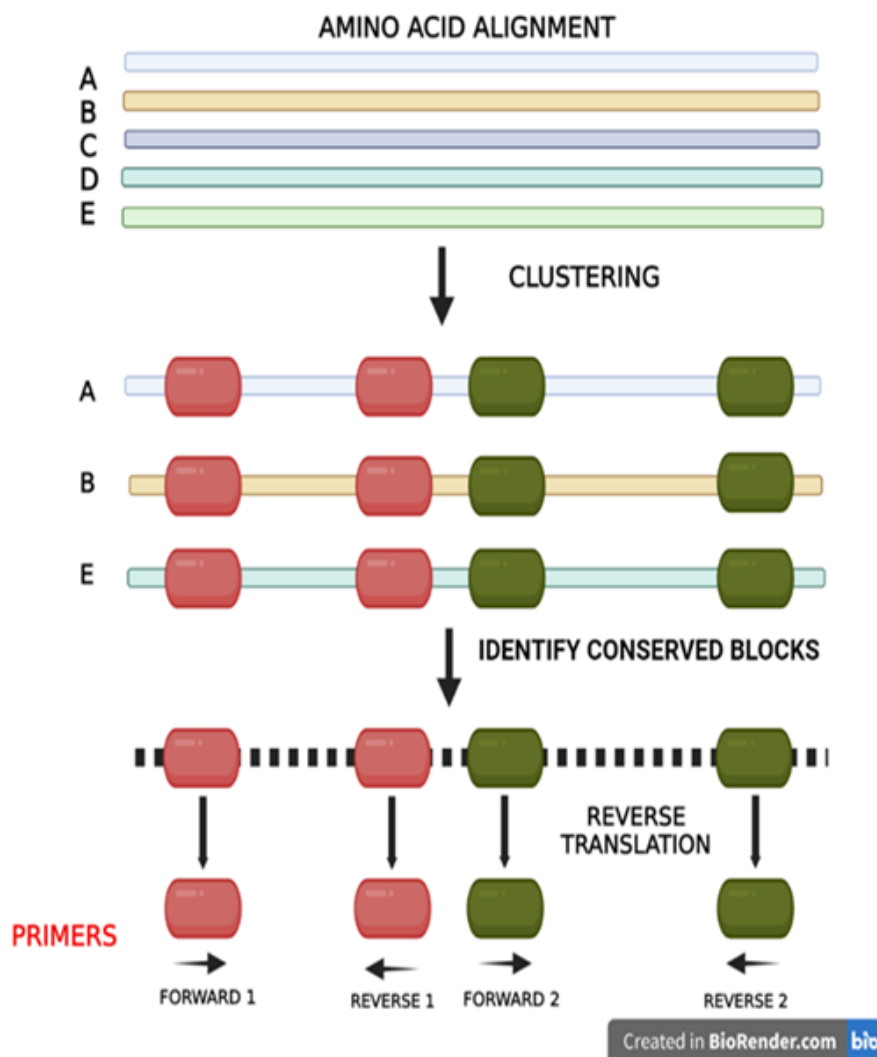 AMINO ACID ALIGNMENT
A
B
C
D
E
CLUSTERING
A
B
E
IDENTIFY CONSERVED BLOCKS
REVERSE
TRANSLATION
PRIMERS
FORWARD 1
REVERSE 1
FORWARD 2
REVERSE 2
Created in BioRender.com bio